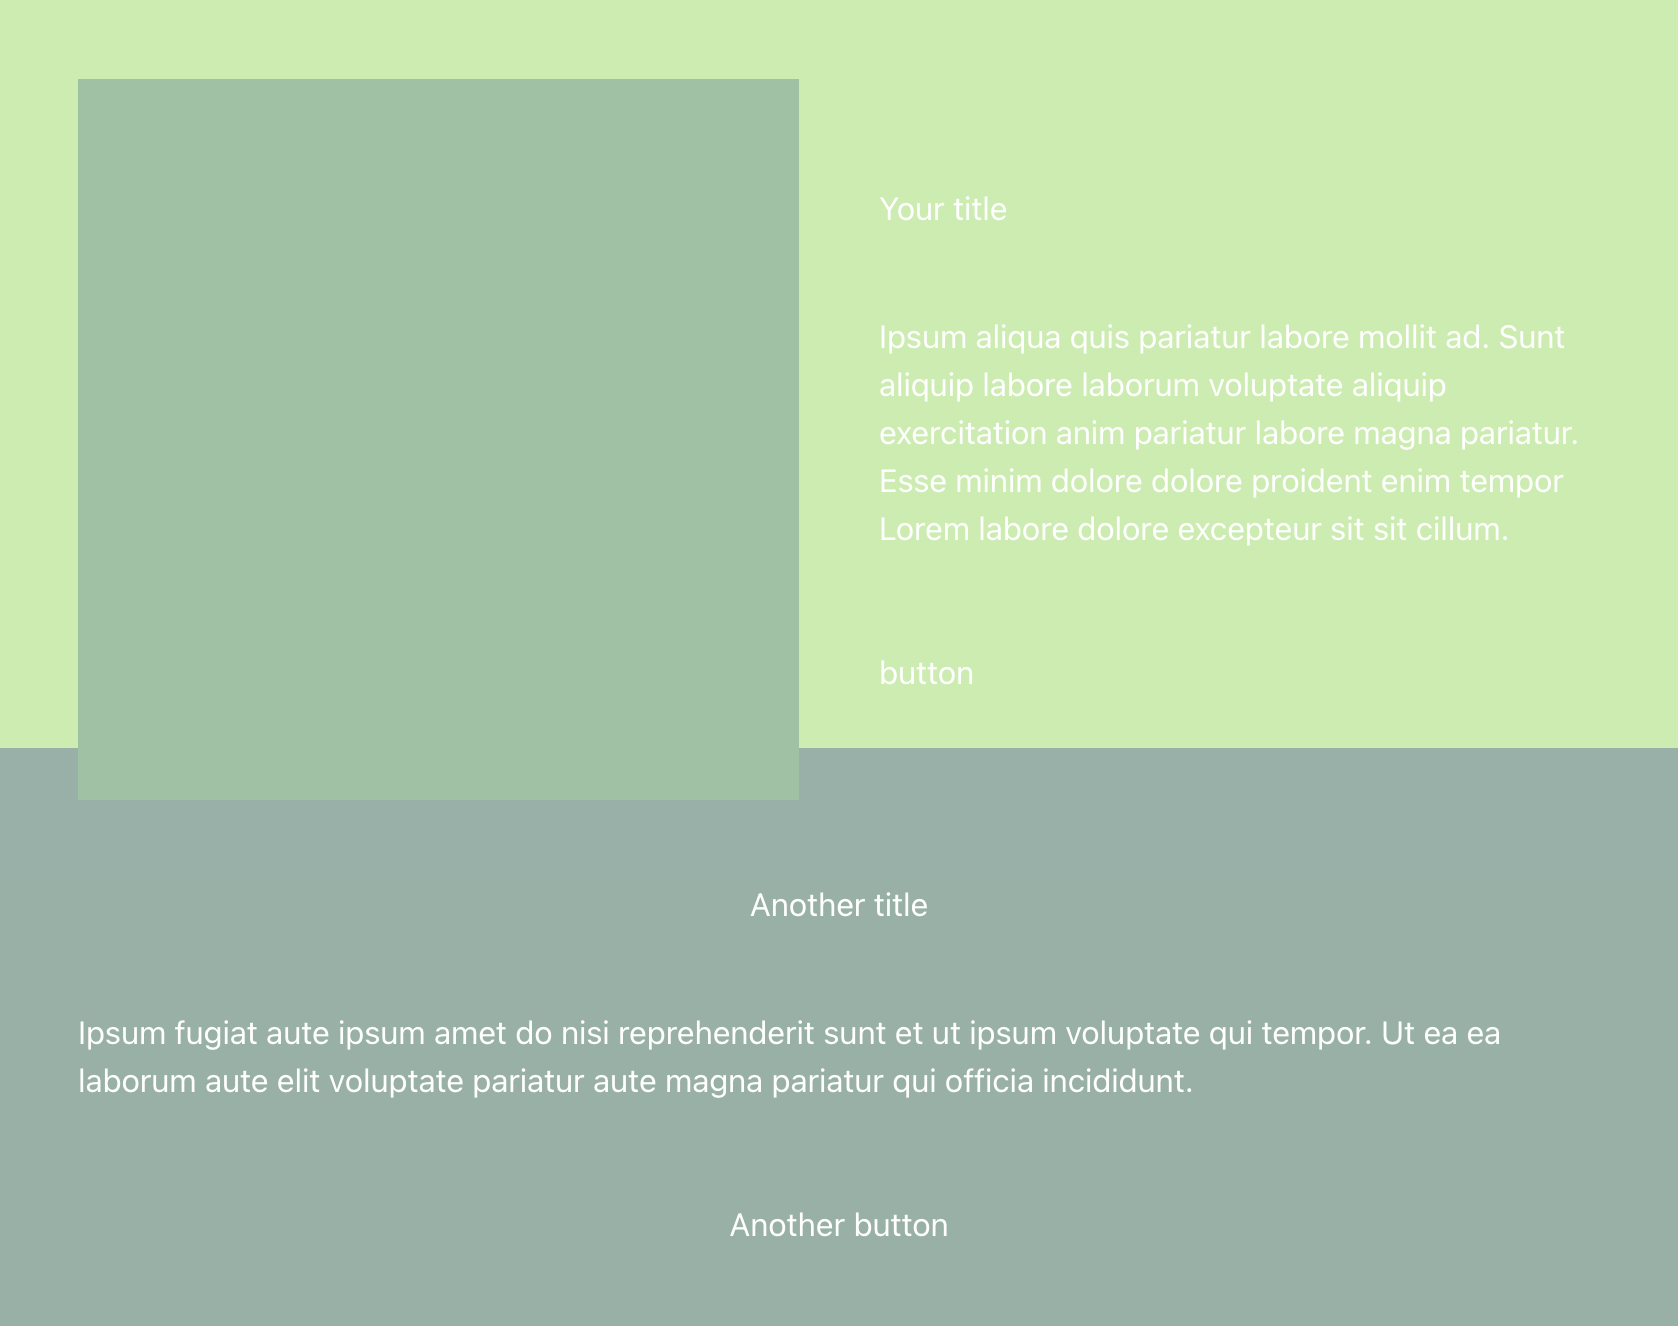 Your title
Ipsum aliqua quis pariatur labore mollit ad. Sunt
aliquip labore laborum voluptate aliquip
exercitation anim pariatur labore magna pariatur.
Esse minim dolore dolore proident enim tempor
Lorem labore dolore excepteur sit sit cillum.
button
Another title
Ipsum fugiat aute ipsum amet do nisi reprehenderit sunt et ut ipsum voluptate qui tempor. Ut ea ea
laborum aute elit voluptate pariatur aute magna pariatur qui officia incididunt.
Another button